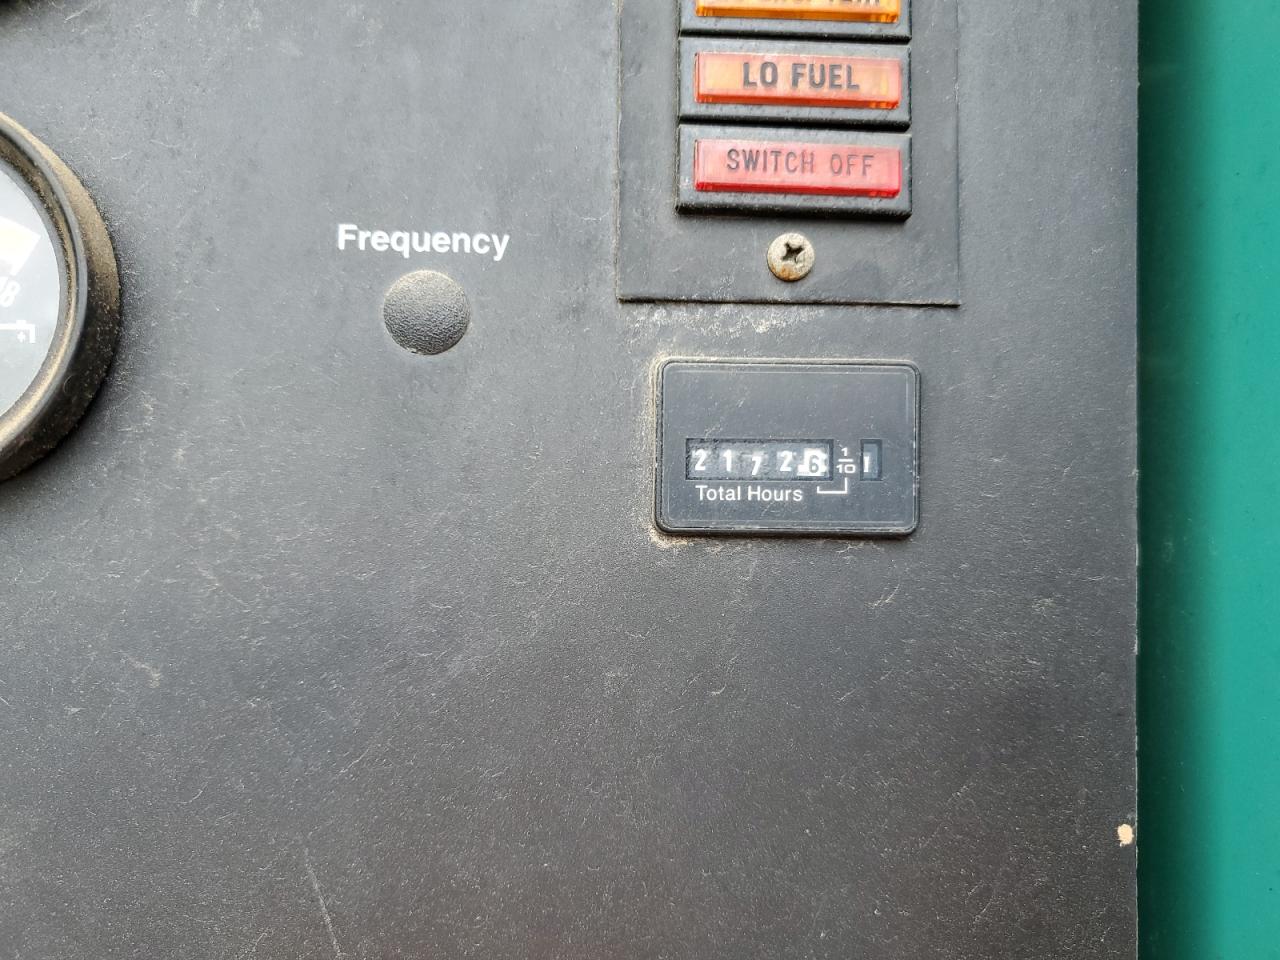 LO FUEL
SWITCH OFF
Frequency
2 1 7 2 6 1/10 1
Total Hours